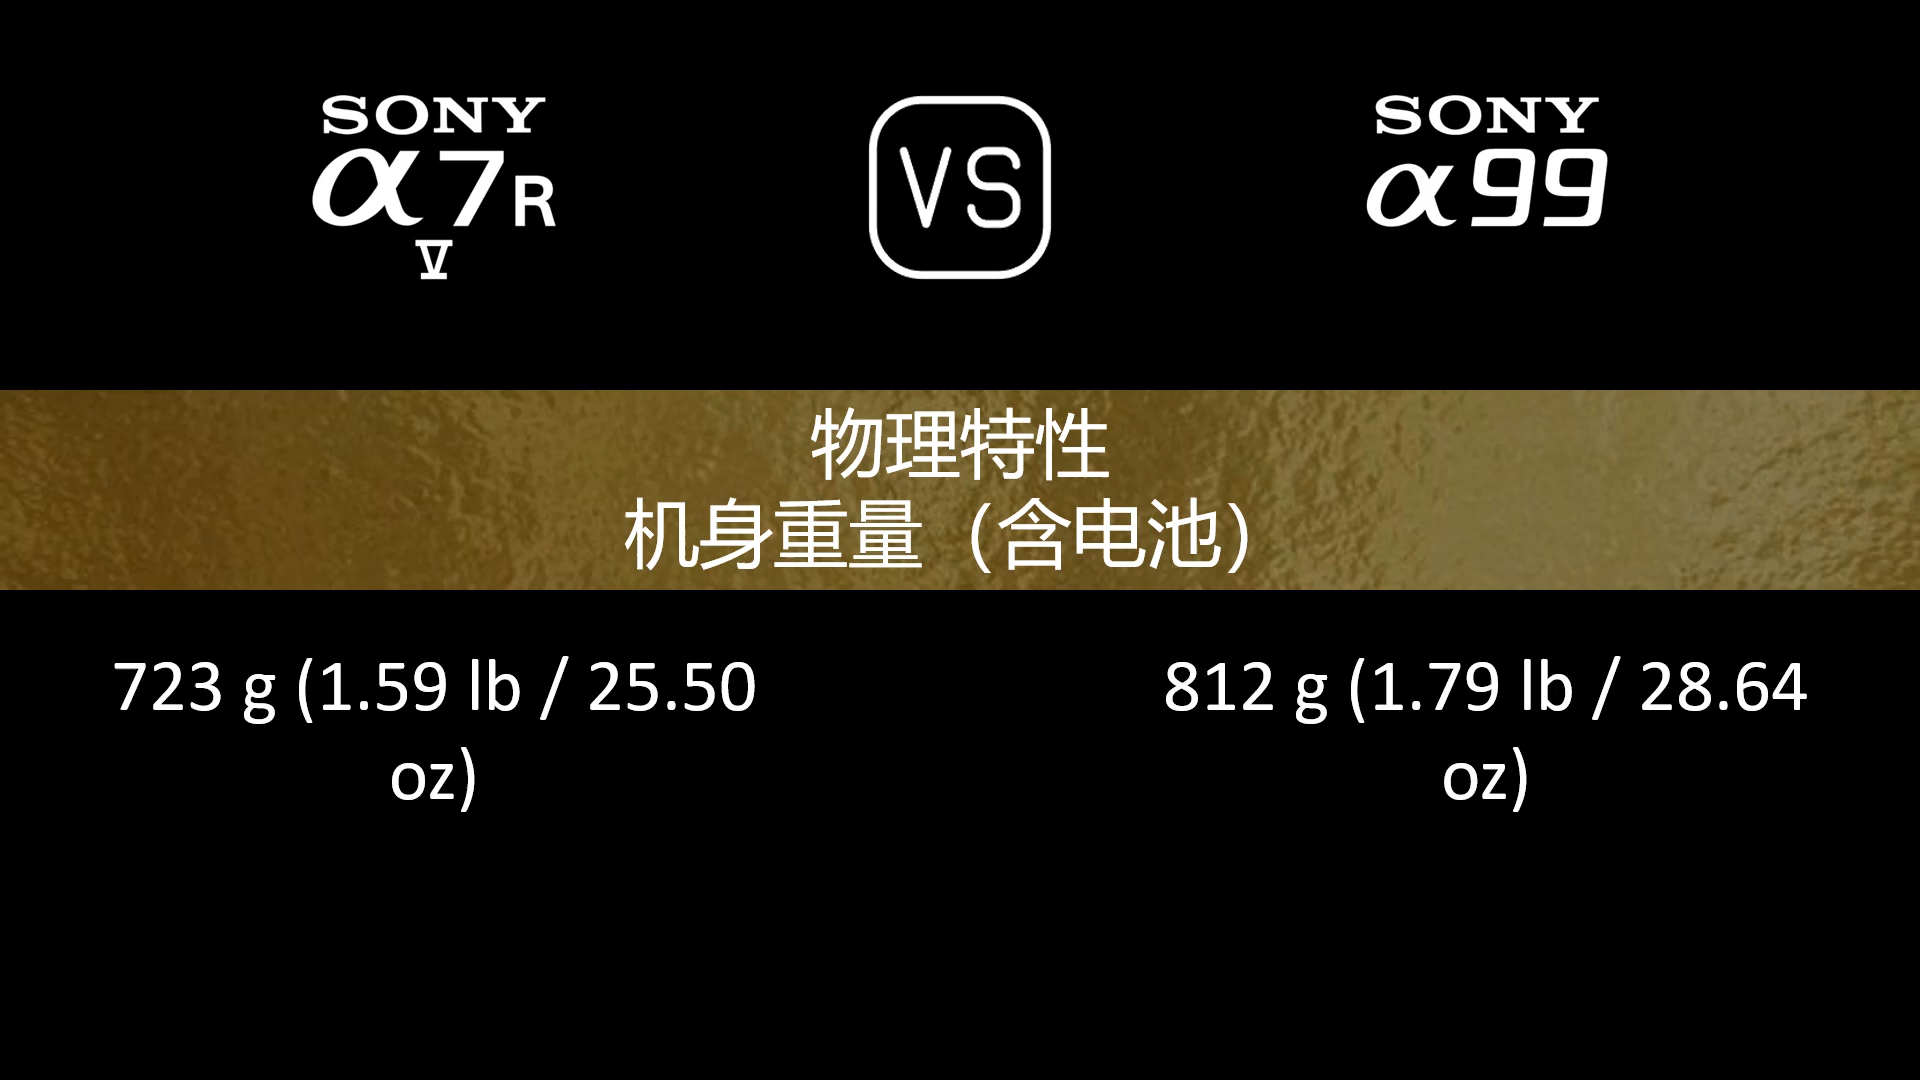 SONY
α7R
V
VS
SONY
α99
物理特性
机身重量（含电池）
723 g (1.59 lb / 25.50
oz)
812 g (1.79 lb / 28.64
oz)